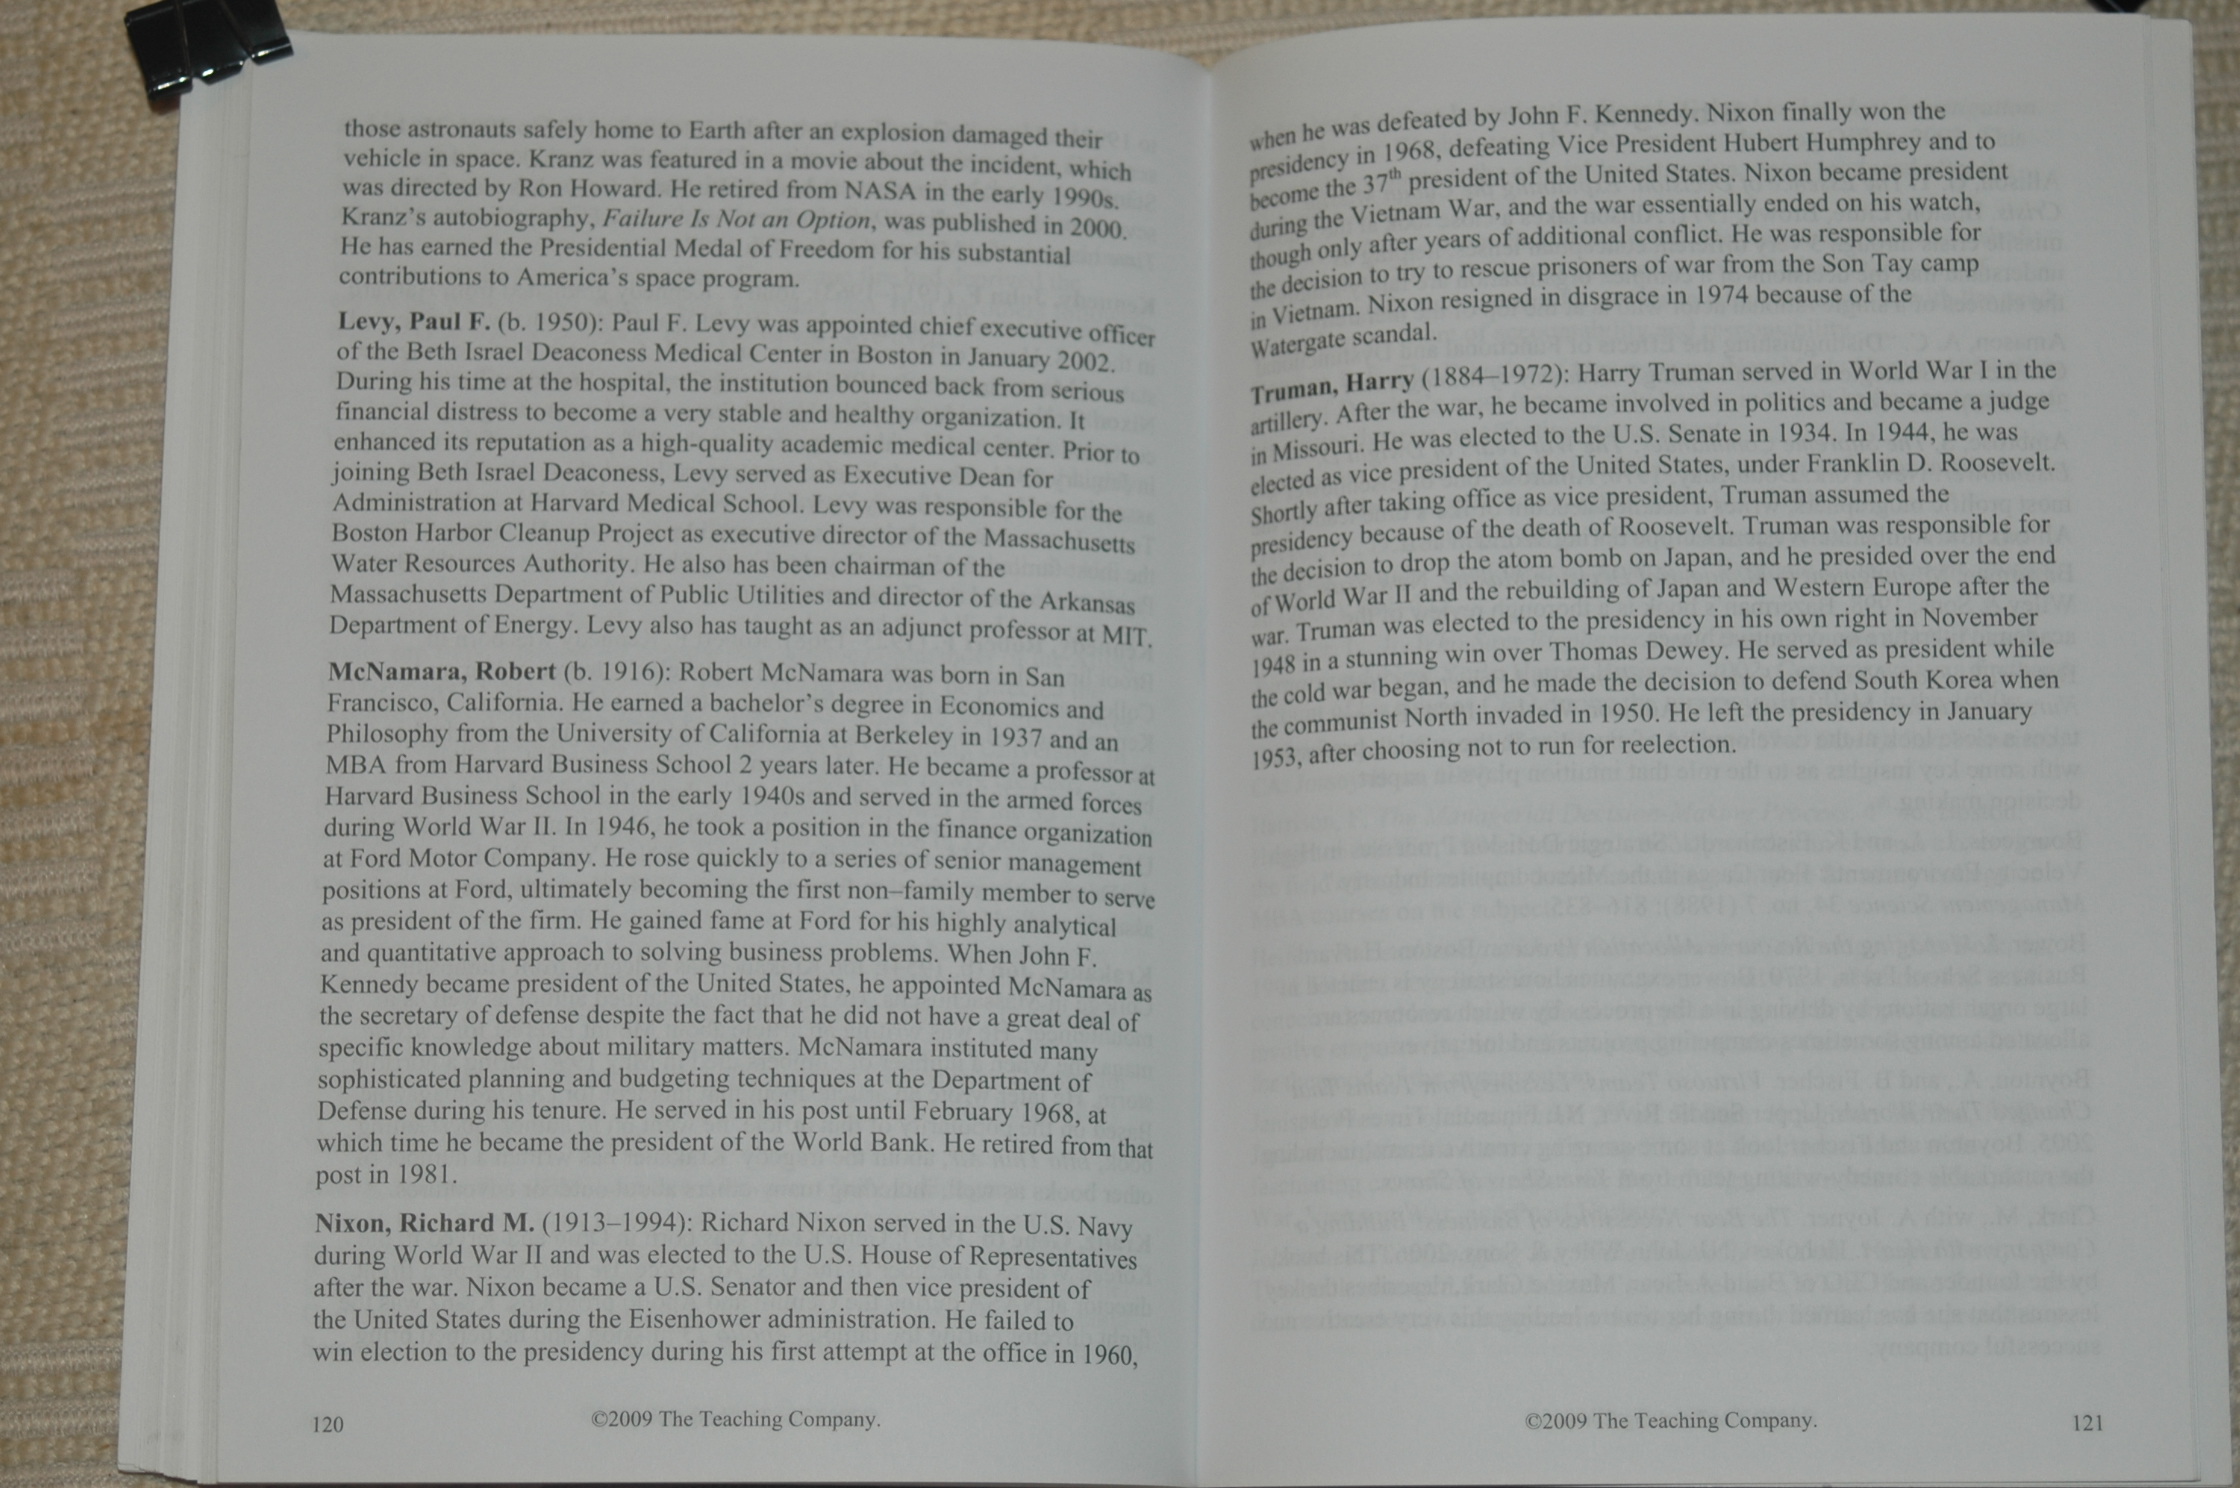 those astronauts safely home to Earth after an explosion damaged their
vehicle in space. Kranz was featured in a movie about the incident, which
was directed by Ron Howard. He retired from NASA in the early 1990s.
Kranz's autobiography, Failure Is Not an Option, was published in 2000.
He has earned the Presidential Medal of Freedom for his substantial
contributions to America's space program.
Levy, Paul F. (b. 1950): Paul F. Levy was appointed chief executive officer
of the Beth Israel Deaconess Medical Center in Boston in January 2002.
During his time at the hospital, the institution bounced back from serious
financial distress to become a very stable and healthy organization. It
enhanced its reputation as a high-quality academic medical center. Prior to
joining Beth Israel Deaconess, Levy served as Executive Dean for
Administration at Harvard Medical School. Levy was responsible for the
Boston Harbor Cleanup Project as executive director of the Massachusetts
Water Resources Authority. He also has been chairman of the
Massachusetts Department of Public Utilities and director of the Arkansas
Department of Energy. Levy also has taught as an adjunct professor at MIT.
McNamara, Robert (b. 1916): Robert McNamara was born in San
Francisco, California. He earned a bachelor's degree in Economics and
Philosophy from the University of California at Berkeley in 1937 and an
MBA from Harvard Business School 2 years later. He became a professor at
Harvard Business School in the early 1940s and served in the armed forces
during World War II. In 1946, he took a position in the finance organization
at Ford Motor Company. He rose quickly to a series of senior management
positions at Ford, ultimately becoming the first non–family member to serve
as president of the firm. He gained fame at Ford for his highly analytical
and quantitative approach to solving business problems. When John F.
Kennedy became president of the United States, he appointed McNamara as
the secretary of defense despite the fact that he did not have a great deal of
specific knowledge about military matters. McNamara instituted many
sophisticated planning and budgeting techniques at the Department of
Defense during his tenure. He served in his post until February 1968, at
which time he became the president of the World Bank. He retired from that
post in 1981.
Nixon, Richard M. (1913–1994): Richard Nixon served in the U.S. Navy
during World War II and was elected to the U.S. House of Representatives
after the war. Nixon became a U.S. Senator and then vice president of
the United States during the Eisenhower administration. He failed to
win election to the presidency during his first attempt at the office in 1960,
120
©2009 The Teaching Company.
when he was defeated by John F. Kennedy. Nixon finally won the
presidency in 1968, defeating Vice President Hubert Humphrey and to
become the 37th president of the United States. Nixon became president
during the Vietnam War, and the war essentially ended on his watch,
though only after years of additional conflict. He was responsible for
the decision to try to rescue prisoners of war from the Son Tay camp
in Vietnam. Nixon resigned in disgrace in 1974 because of the
Watergate scandal.
Truman, Harry (1884–1972): Harry Truman served in World War I in the
artillery. After the war, he became involved in politics and became a judge
in Missouri. He was elected to the U.S. Senate in 1934. In 1944, he was
elected as vice president of the United States, under Franklin D. Roosevelt.
Shortly after taking office as vice president, Truman assumed the
presidency because of the death of Roosevelt. Truman was responsible for
the decision to drop the atom bomb on Japan, and he presided over the end
of World War II and the rebuilding of Japan and Western Europe after the
war. Truman was elected to the presidency in his own right in November
1948 in a stunning win over Thomas Dewey. He served as president while
the cold war began, and he made the decision to defend South Korea when
the communist North invaded in 1950. He left the presidency in January
1953, after choosing not to run for reelection.
©2009 The Teaching Company.
121